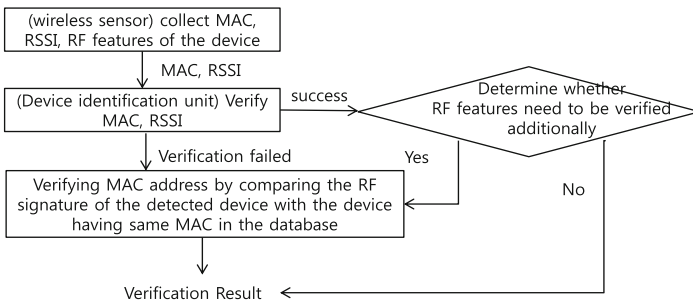 (wireless sensor) collect MAC,
RSSI, RF features of the device
MAC, RSSI
(Device identification unit) Verify
MAC, RSSI
success
Determine whether
RF features need to be verified
additionally
Verification failed
Yes
No
Verifying MAC address by comparing the RF
signature of the detected device with the device
having same MAC in the database
Verification Result